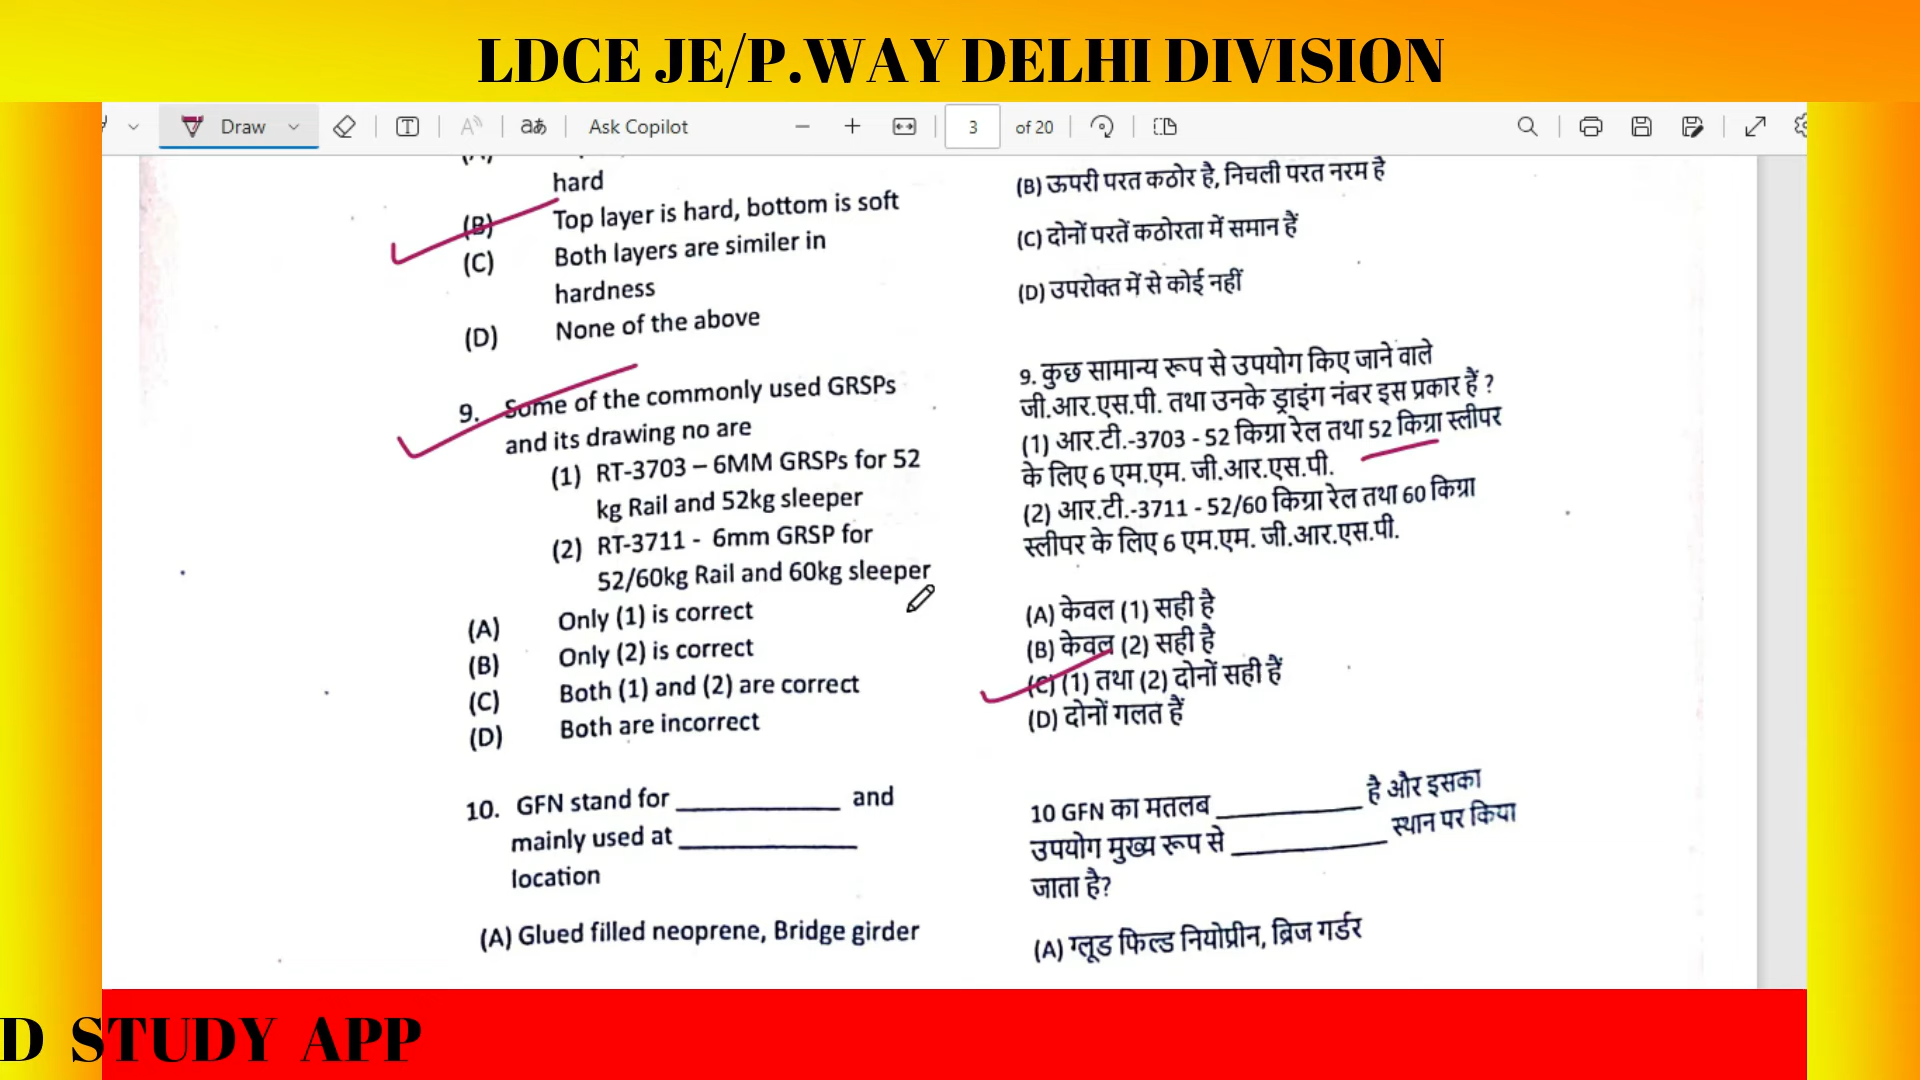 LDCE JE/P.WAY DELHI DIVISION
Draw
aあ
Ask Copilot
3
of 20
hard
(B) Top layer is hard, bottom is soft
(C) Both layers are similer in
hardness
(D) None of the above
9. Some of the commonly used GRSPs
and its drawing no are
(1) RT-3703 – 6MM GRSPs for 52
kg Rail and 52kg sleeper
(2) RT-3711 - 6mm GRSP for
52/60kg Rail and 60kg sleeper
(A) Only (1) is correct
(B) Only (2) is correct
(C) Both (1) and (2) are correct
(D) Both are incorrect
10. GFN stand for ____________ and
mainly used at ____________
location
(A) Glued filled neoprene, Bridge girder
(B) ऊपरी परत कठोर है, निचली परत नरम है
(C) दोनों परतें कठोरता में समान हैं
(D) उपरोक्त में से कोई नहीं
9. कुछ सामान्य रूप से उपयोग किए जाने वाले
जी.आर.एस.पी. तथा उनके ड्राइंग नंबर इस प्रकार हैं ?
(1) आर.टी.-3703 - 52 किग्रा रेल तथा 52 किग्रा स्लीपर
के लिए 6 एम.एम. जी.आर.एस.पी.
(2) आर.टी.-3711 - 52/60 किग्रा रेल तथा 60 किग्रा
स्लीपर के लिए 6 एम.एम. जी.आर.एस.पी.
(A) केवल (1) सही है
(B) केवल (2) सही है
(C) (1) तथा (2) दोनों सही हैं
(D) दोनों गलत हैं
10 GFN का मतलब ____________ है और इसका
उपयोग मुख्य रूप से ____________ स्थान पर किया
जाता है?
(A) ग्लूड फिल्ड नियोप्रीन, ब्रिज गर्डर
D STUDY APP